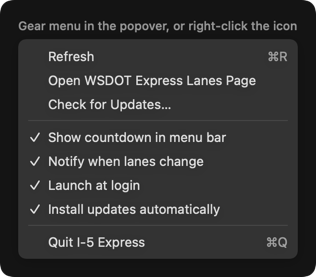 Gear menu in the popover, or right-click the icon
Refresh ⌘R
Open WSDOT Express Lanes Page
Check for Updates...
✓ Show countdown in menu bar
✓ Notify when lanes change
✓ Launch at login
✓ Install updates automatically
Quit I-5 Express ⌘Q